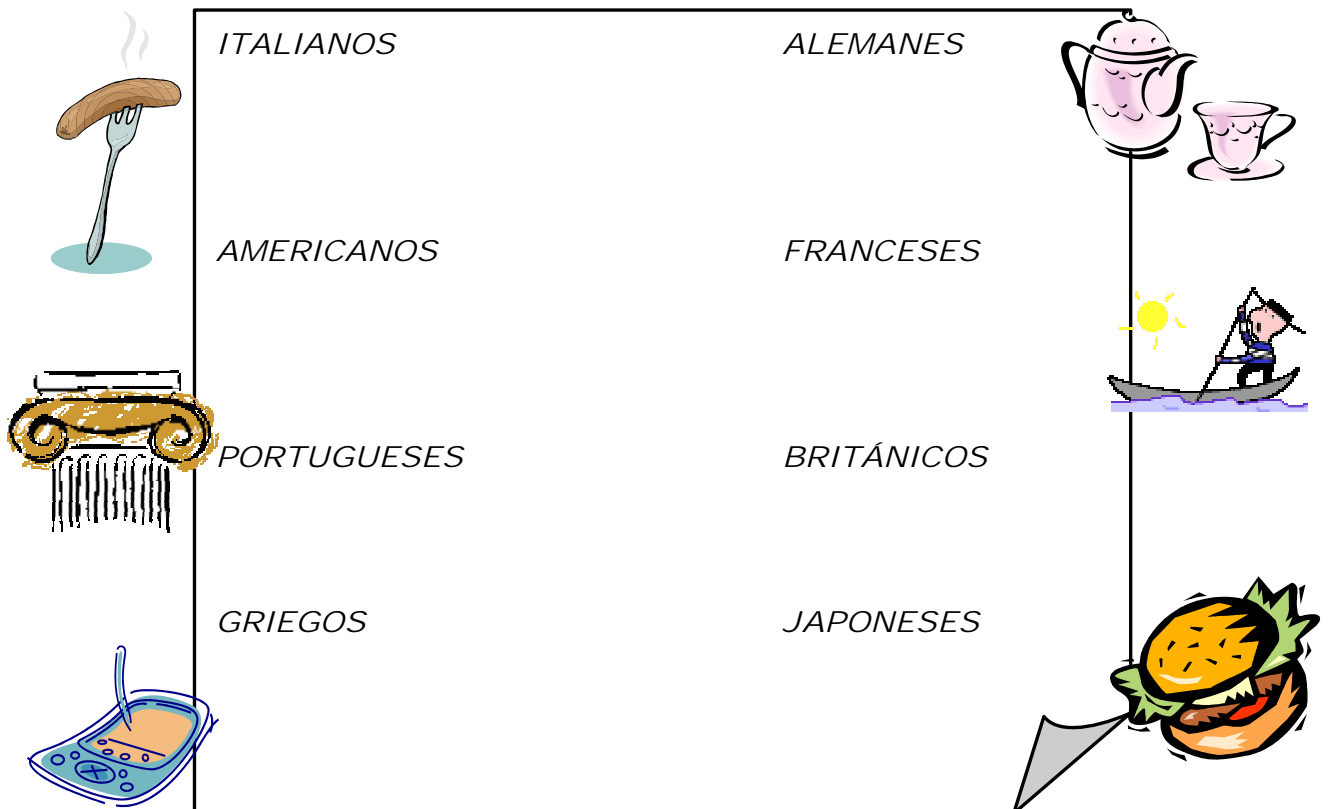 ITALIANOS
ALEMANES
AMERICANOS
FRANCESES
PORTUGUESES
BRITÁNICOS
GRIEGOS
JAPONESES